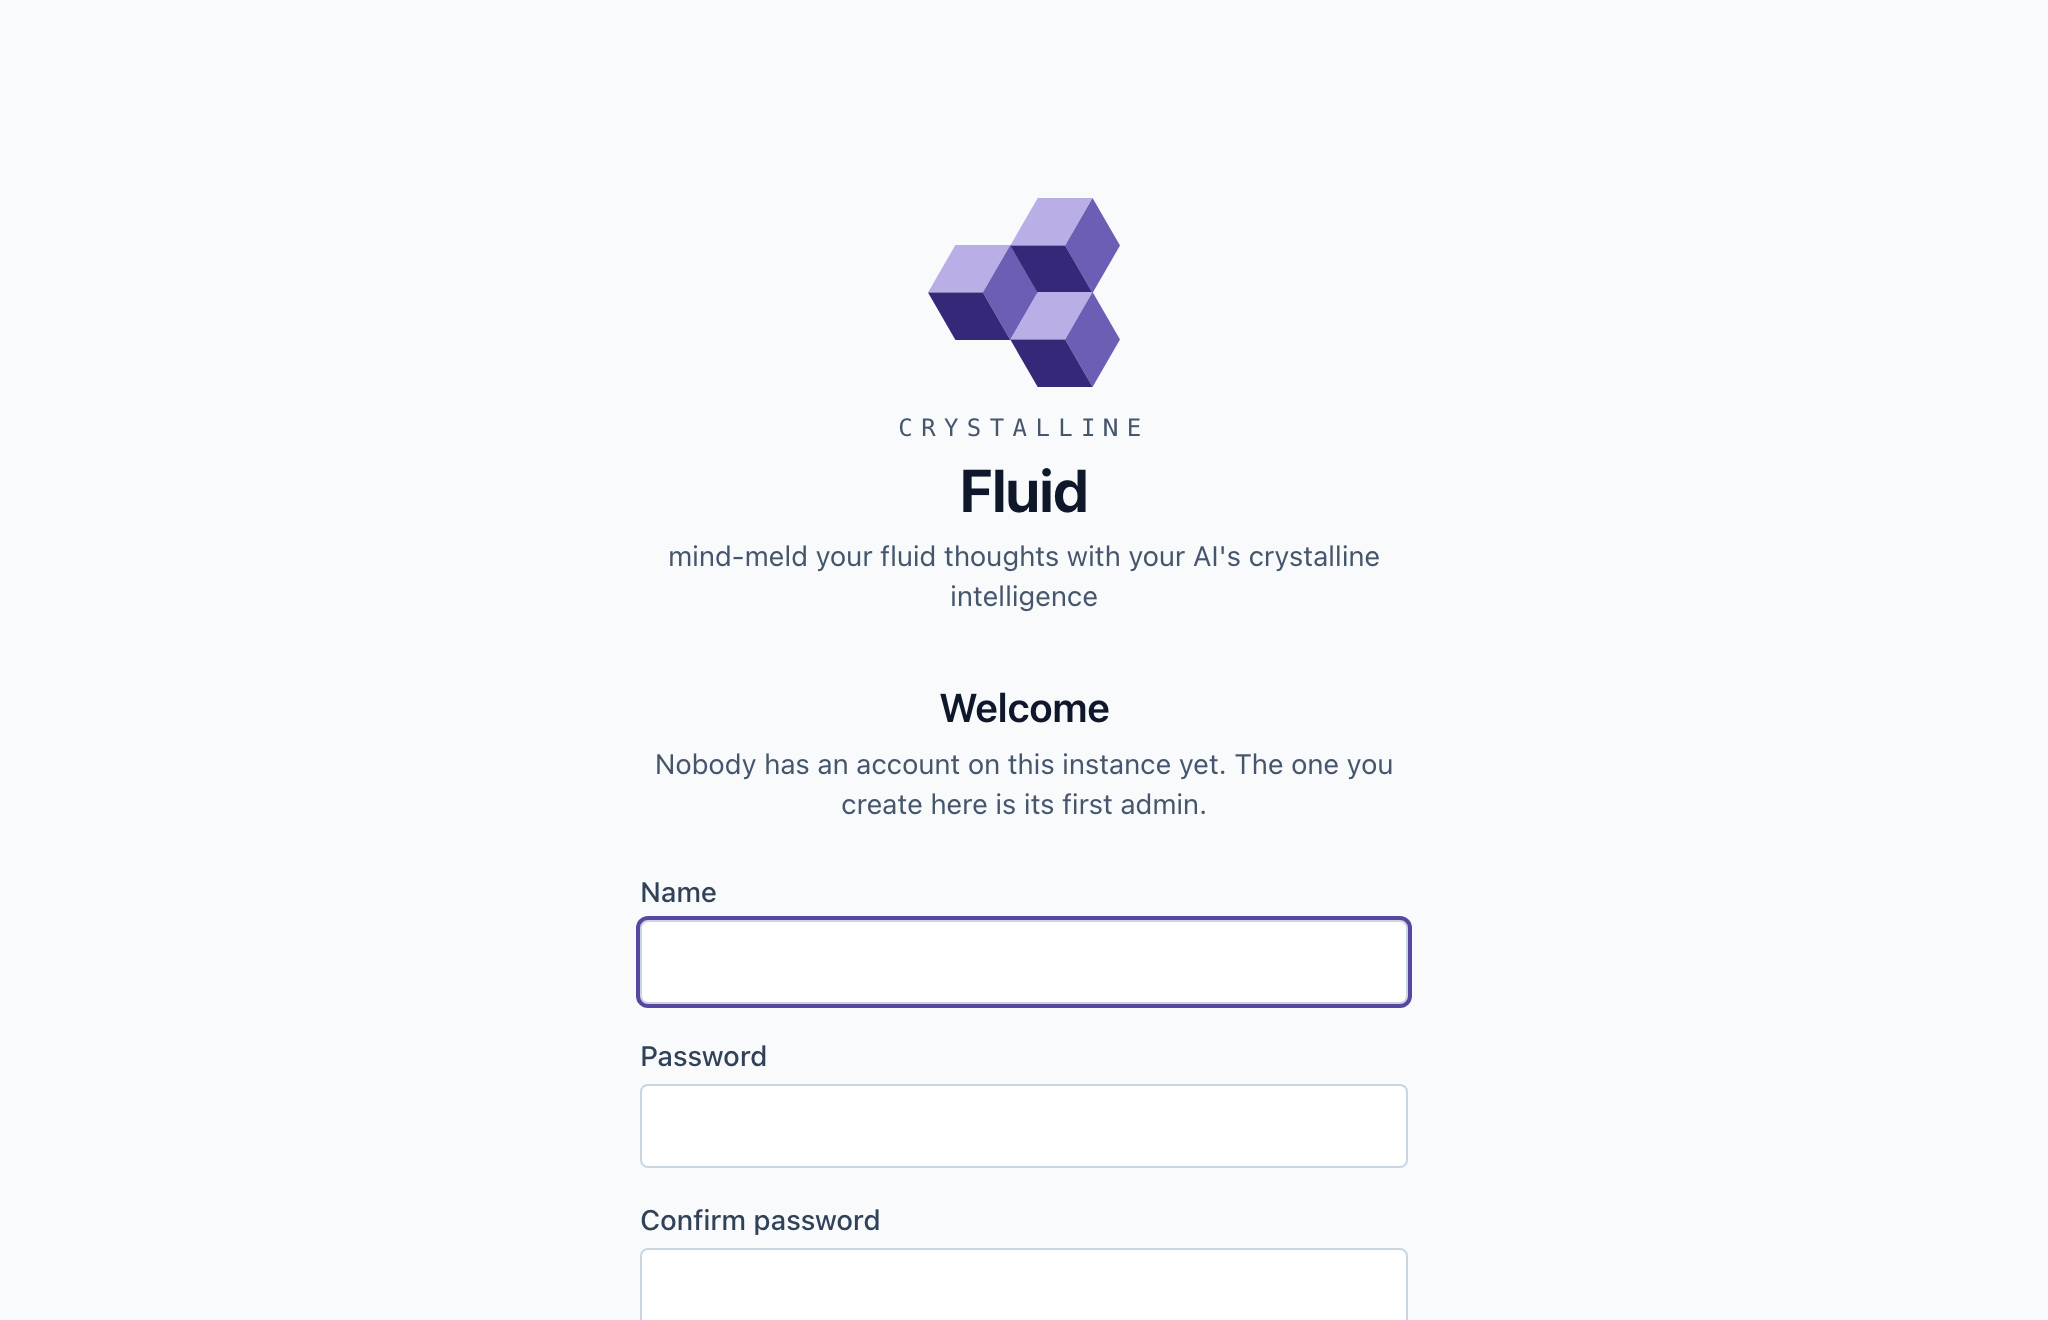 CRYSTALLINE
Fluid
mind-meld your fluid thoughts with your AI's crystalline
intelligence
Welcome
Nobody has an account on this instance yet. The one you
create here is its first admin.
Name
Password
Confirm password